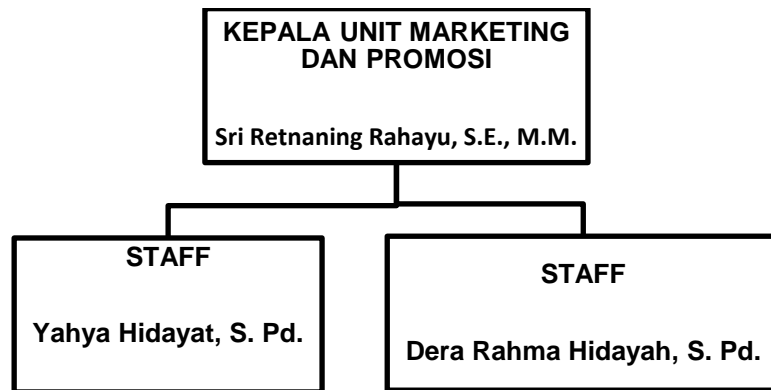 KEPALA UNIT MARKETING
DAN PROMOSI
Sri Retnaning Rahayu, S.E., M.M.
STAFF
Yahya Hidayat, S. Pd.
STAFF
Dera Rahma Hidayah, S. Pd.